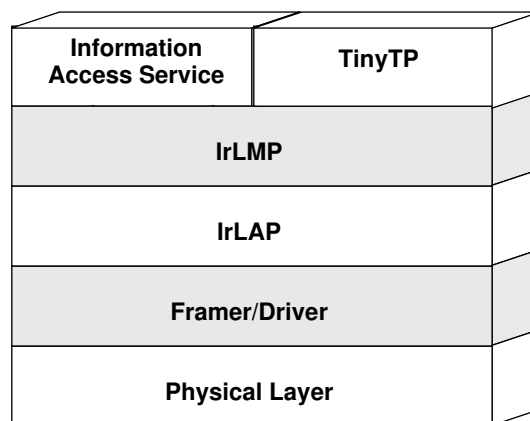 Information
Access Service
TinyTP
IrLMP
IrLAP
Framer/Driver
Physical Layer